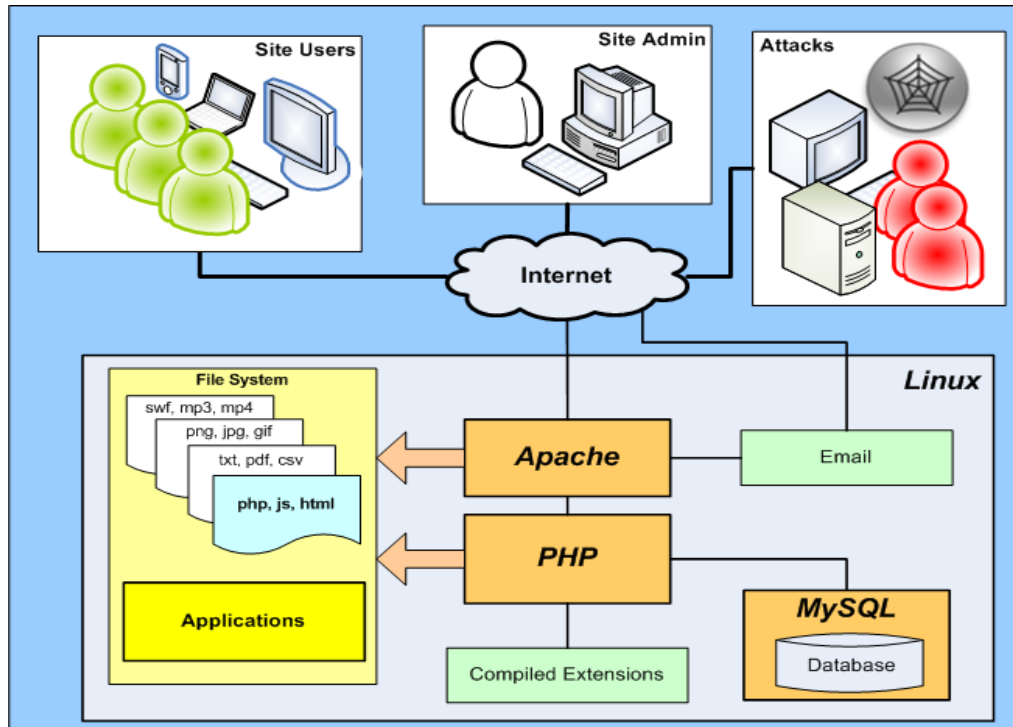 Site Users
Site Admin
Attacks
Internet
Linux
File System
swf, mp3, mp4
png, jpg, gif
txt, pdf, csv
php, js, html
Applications
Apache
Email
PHP
MySQL
Database
Compiled Extensions